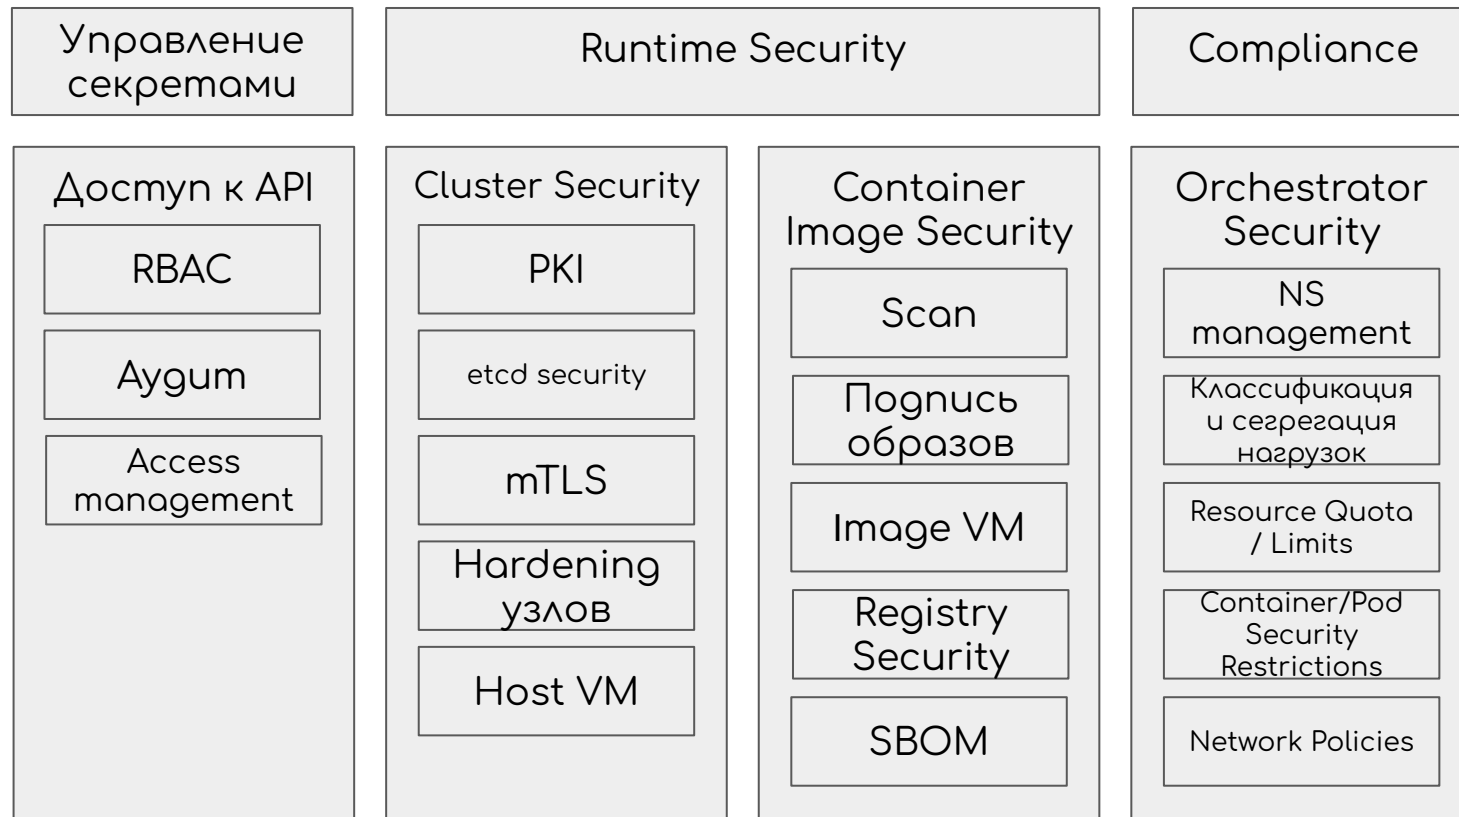 Управление
секретами
Runtime Security
Compliance
Доступ к API
RBAC
Аудит
Access
management
Cluster Security
PKI
etcd security
mTLS
Hardening
узлов
Host VM
Container
Image Security
Scan
Подпись
образов
Image VM
Registry
Security
SBOM
Orchestrator
Security
NS
management
Классификация
и сегрегация
нагрузок
Resource Quota
/ Limits
Container/Pod
Security
Restrictions
Network Policies